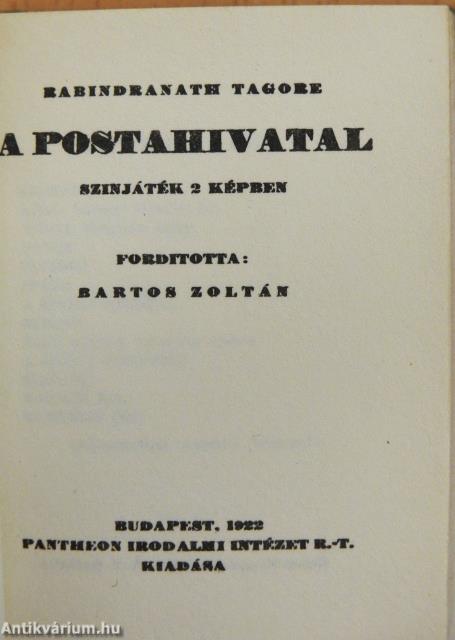 RABINDRANATH TAGORE
A POSTAHIVATAL
SZINJÁTÉK 2 KÉPBEN
FORDITOTTA:
BARTOS ZOLTÁN
BUDAPEST, 1922
PANTHEON IRODALMI INTÉZET R.-T.
KIADÁSA
Antikvárium.hu